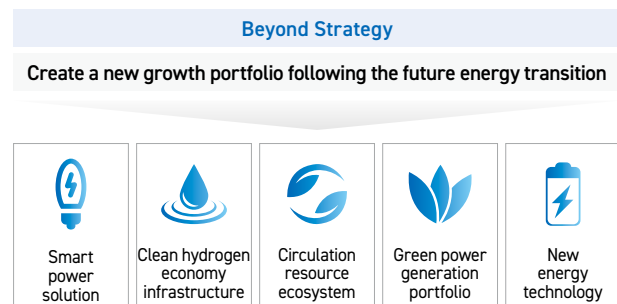 Beyond Strategy
Create a new growth portfolio following the future energy transition
Smart
power
solution
Clean hydrogen
economy
infrastructure
Circulation
resource
ecosystem
Green power
generation
portfolio
New
energy
technology